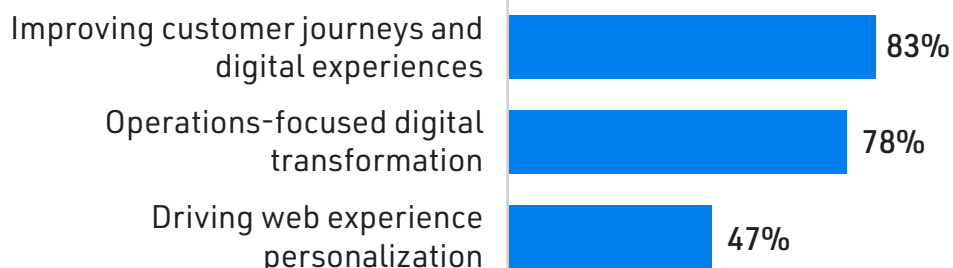 Improving customer journeys and
digital experiences
83%
Operations-focused digital
transformation
78%
Driving web experience
personalization
47%